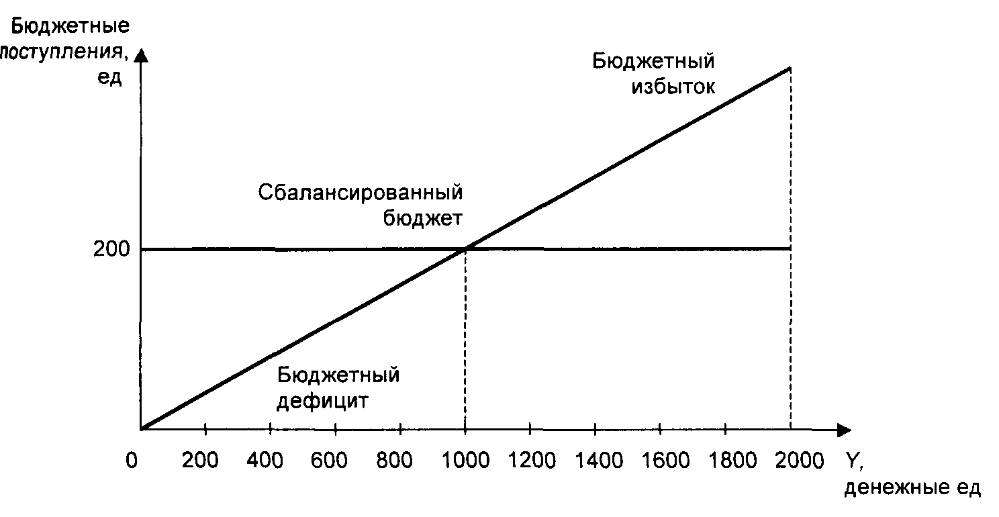 Бюджетные
поступления,
ед
Бюджетный
избыток
Сбалансированный
бюджет
200
Бюджетный
дефицит
0 200 400 600 800 1000 1200 1400 1600 1800 2000 Y,
денежные ед